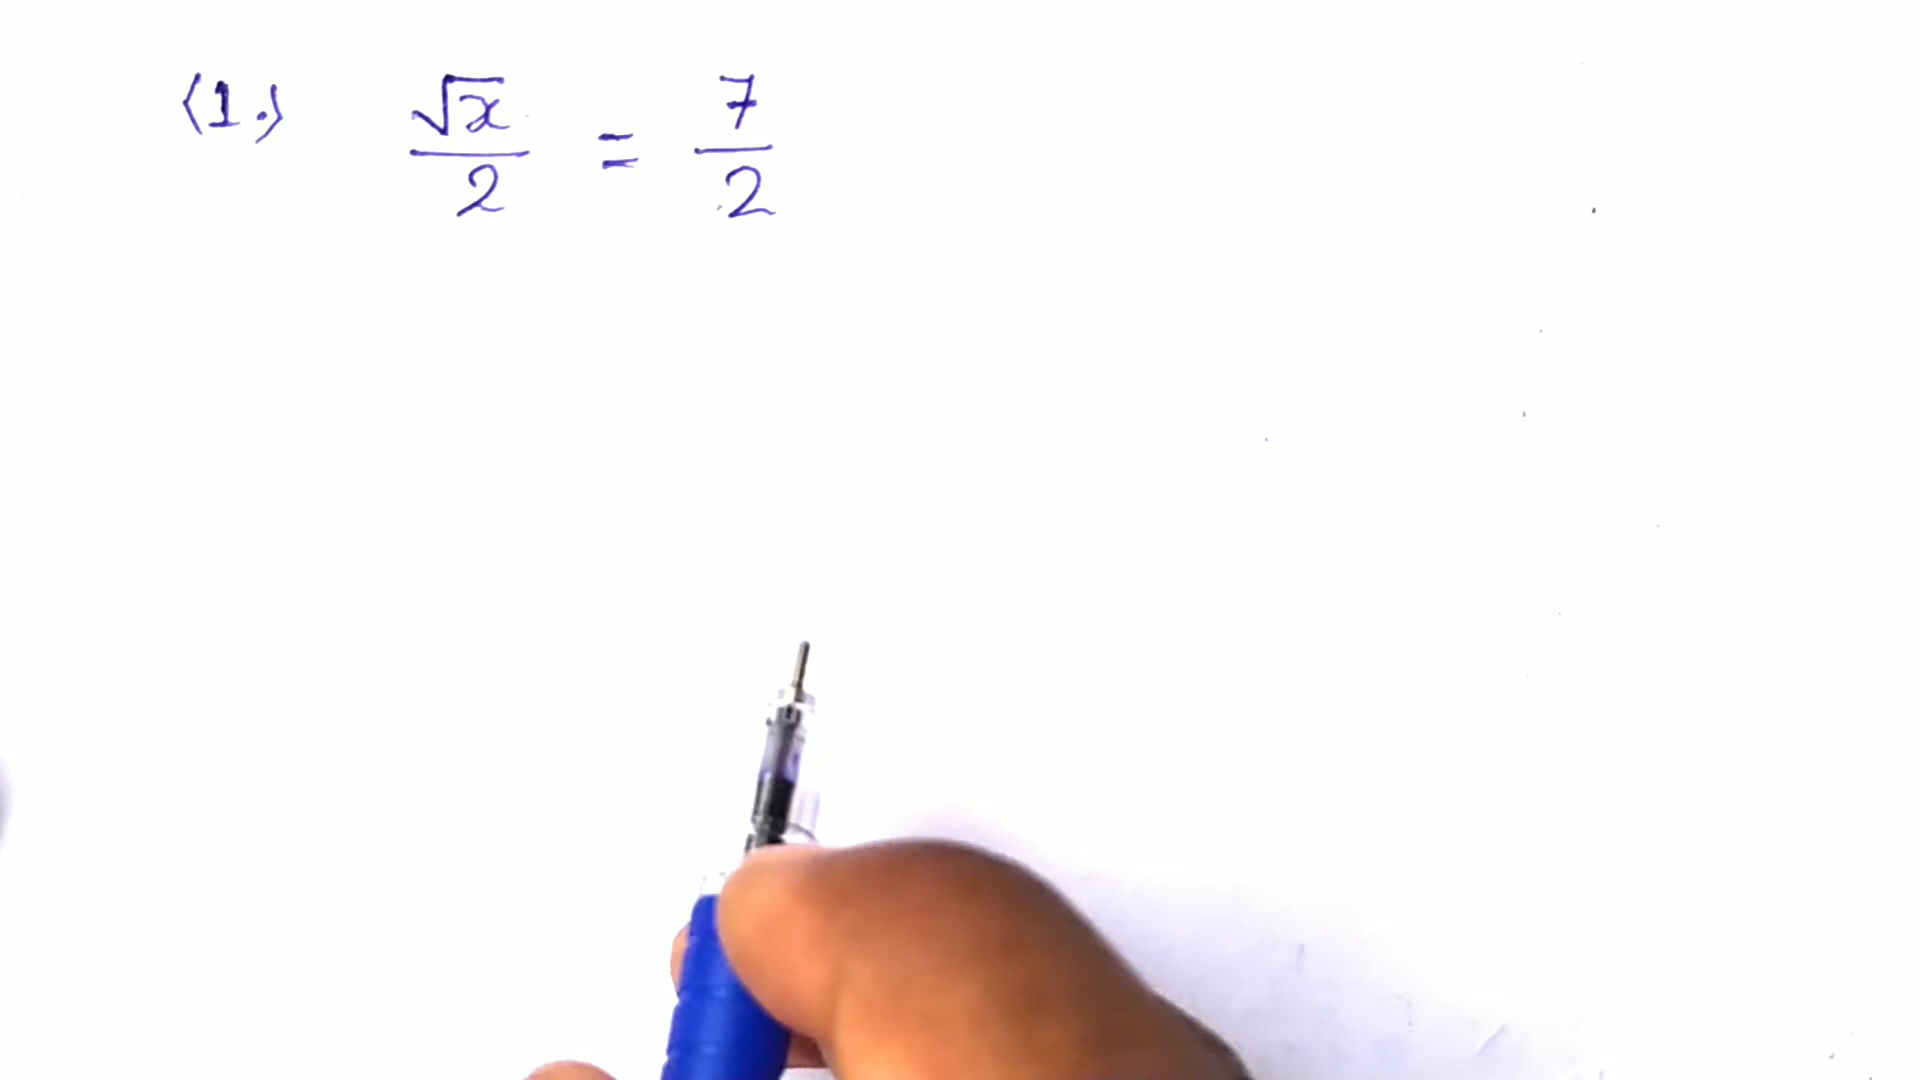 (1.) √x/2 = 7/2